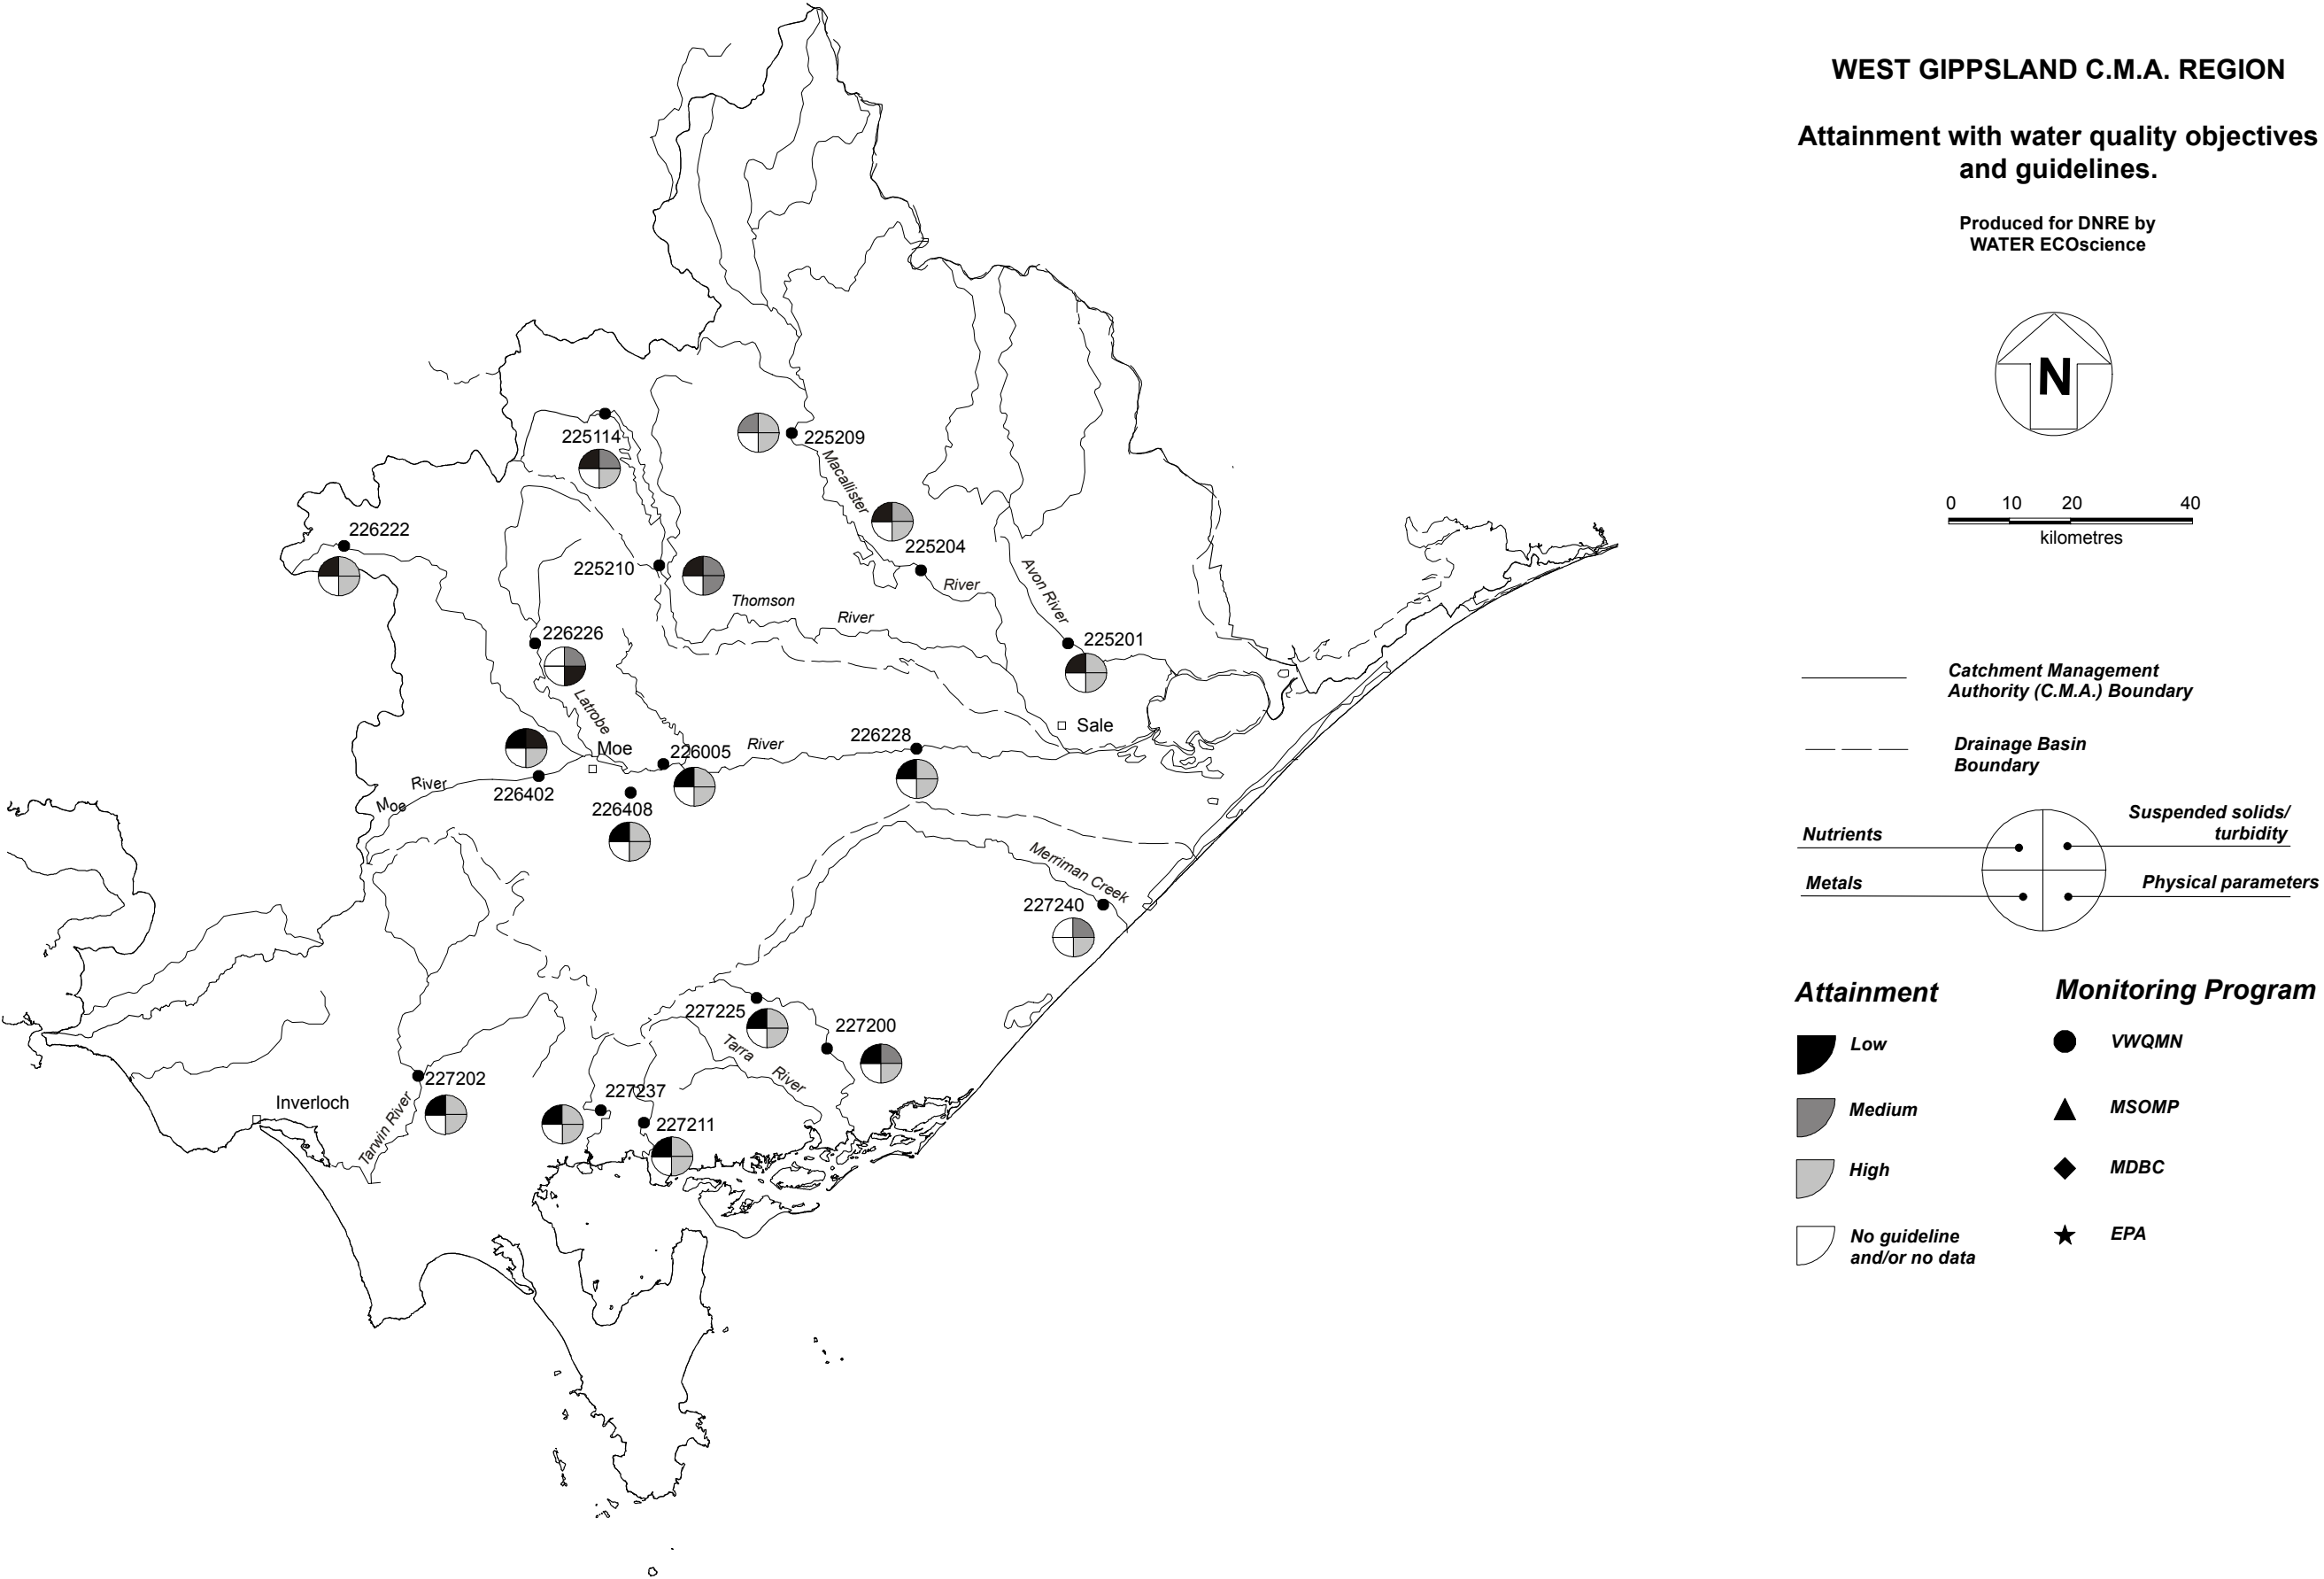 WEST GIPPSLAND C.M.A. REGION
Attainment with water quality objectives
and guidelines.
Produced for DNRE by
WATER ECOscience
N
0 10 20 40
kilometres
Catchment Management
Authority (C.M.A.) Boundary
Drainage Basin
Boundary
Suspended solids/
turbidity
Nutrients
Metals
Physical parameters
Attainment
Low
Medium
High
No guideline
and/or no data
Monitoring Program
VWQMN
MSOMP
MDBC
EPA
225114
225209
Macallister
226222
225204
225210
River
Avon River
Thomson
River
226226
225201
Latrobe
Sale
226228
Moe
226005
River
Moe River
226402
226408
Merriman Creek
227240
227225
227200
Tarra
River
227202
227237
Inverloch
227211
Tarwin River